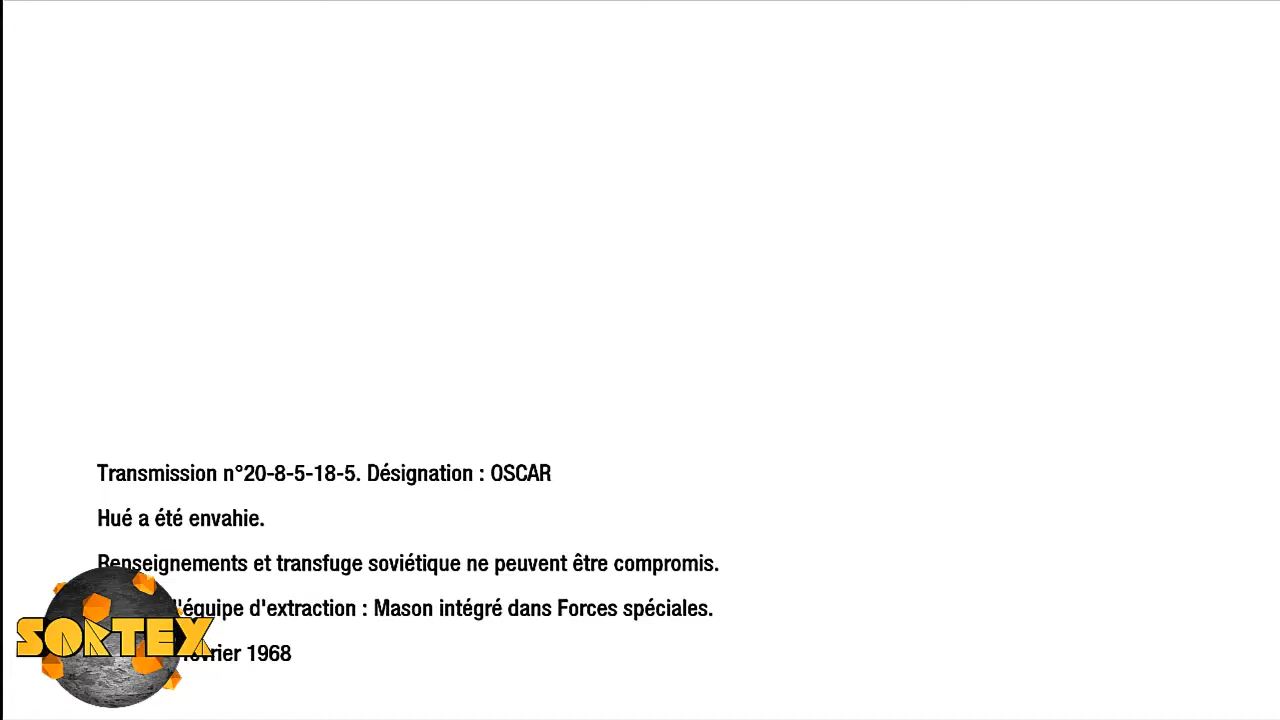 Transmission n°20-8-5-18-5. Désignation : OSCAR
Hué a été envahie.
Renseignements et transfuge soviétique ne peuvent être compromis.
l'équipe d'extraction : Mason intégré dans Forces spéciales.
février 1968
SORTEX